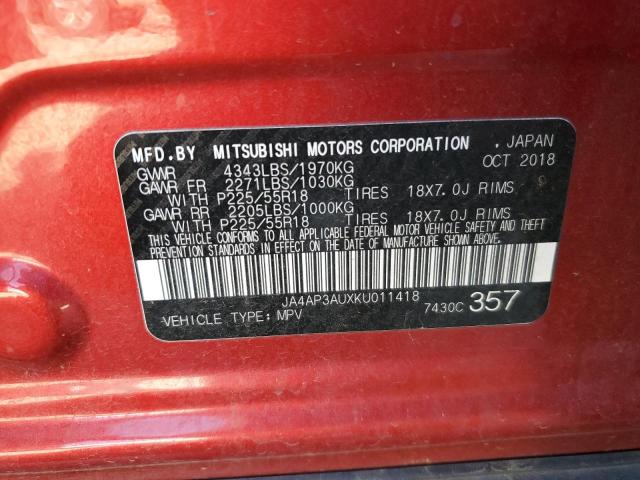 MFD.BY MITSUBISHI MOTORS CORPORATION , JAPAN
GVWR 4343LBS/1970KG OCT 2018
GAWR FR 2271LBS/1030KG
WITH P225/55R18 TIRES 18X7.0J RIMS
GAWR RR 2205LBS/1000KG
WITH P225/55R18 TIRES 18X7.0J RIMS
THIS VEHICLE CONFORMS TO ALL APPLICABLE FEDERAL MOTOR VEHICLE SAFETY AND THEFT
PREVENTION STANDARDS IN EFFECT ON THE DATE OF MANUFACTURE SHOWN ABOVE.
JA4AP3AUXKU011418
VEHICLE TYPE: MPV 7430C 357